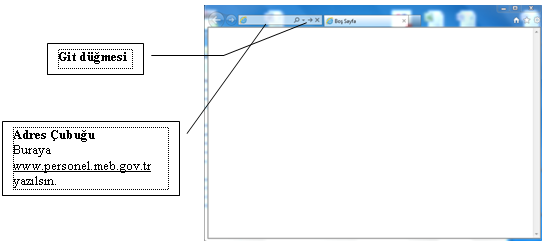 Boş Sayfa
Git düğmesi
Adres Çubuğu
Buraya
www.personel.meb.gov.tr
yazılsın.